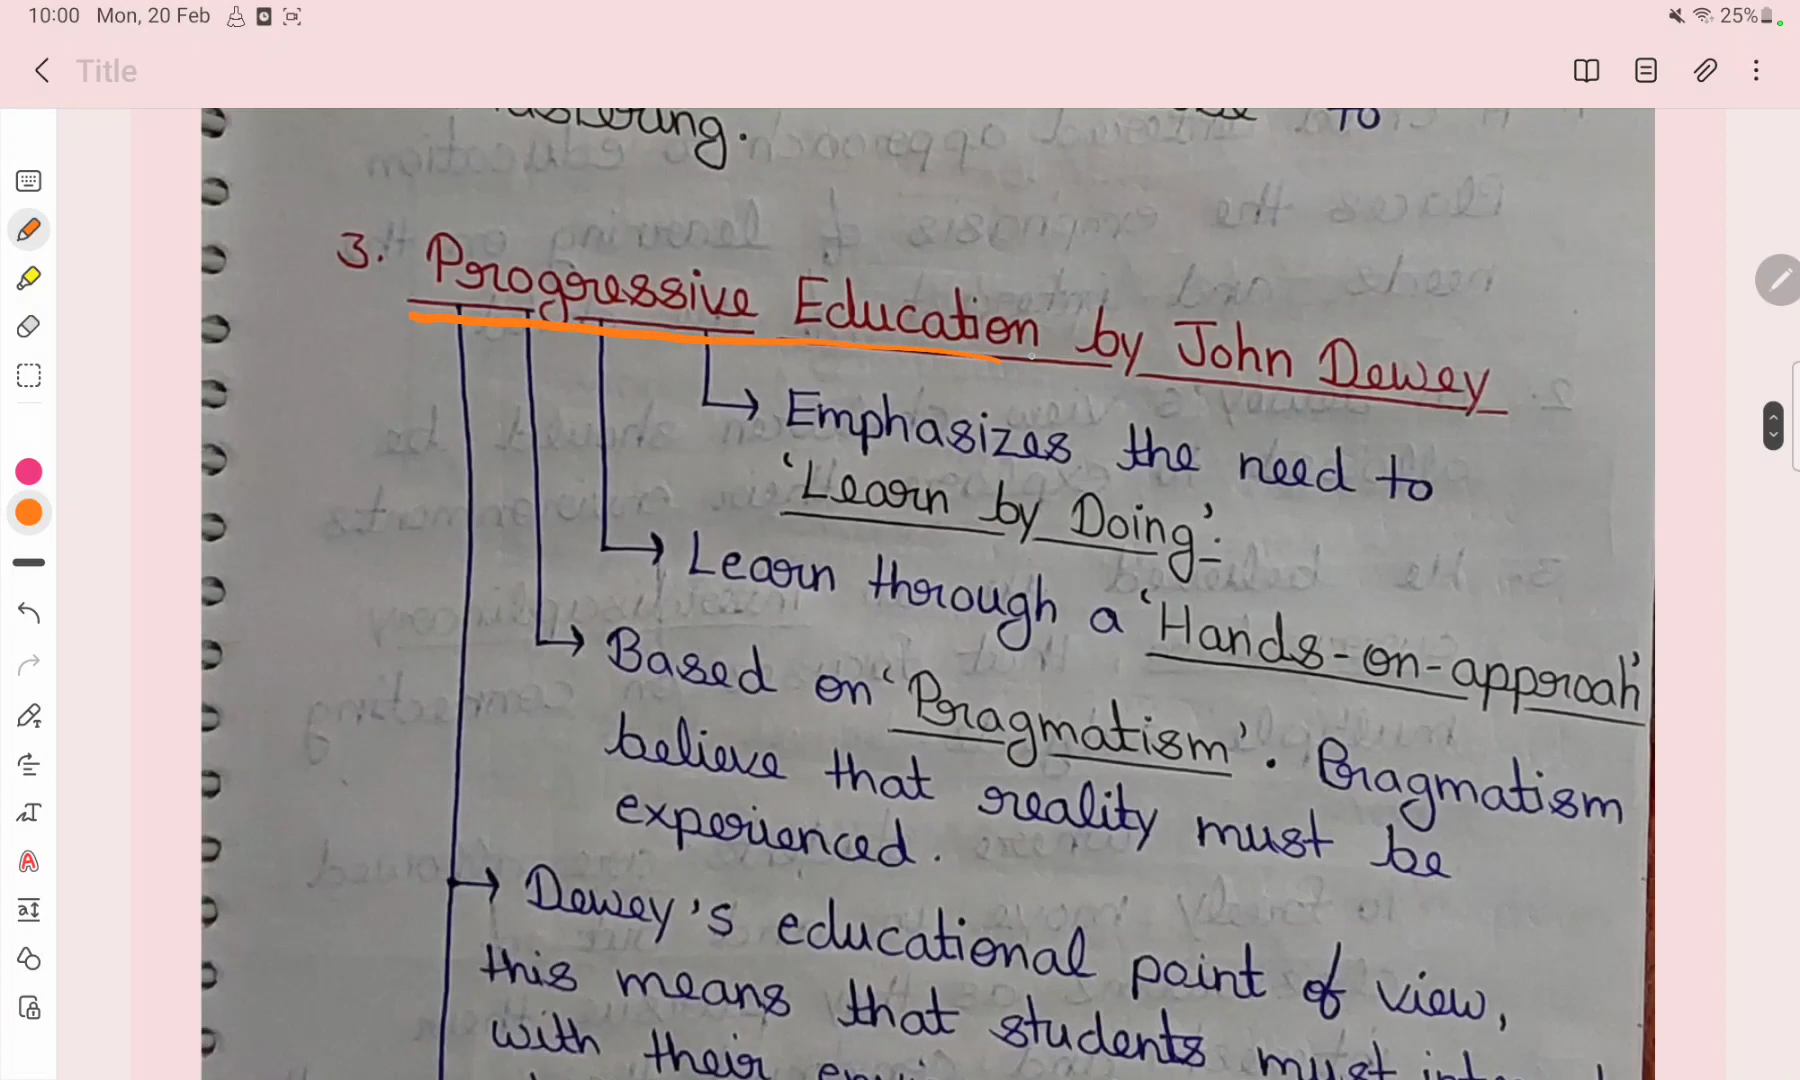 10:00 Mon, 20 Feb
25%
Title
to
3. Progressive Education by John Dewey
Emphasizes the need to
'Learn by Doing'.
Learn through a 'Hands-on-approah'
Based on 'Pragmatism'. Pragmatism
believe that reality must be
experienced.
Dewey's educational point of view,
this means that students must
with their